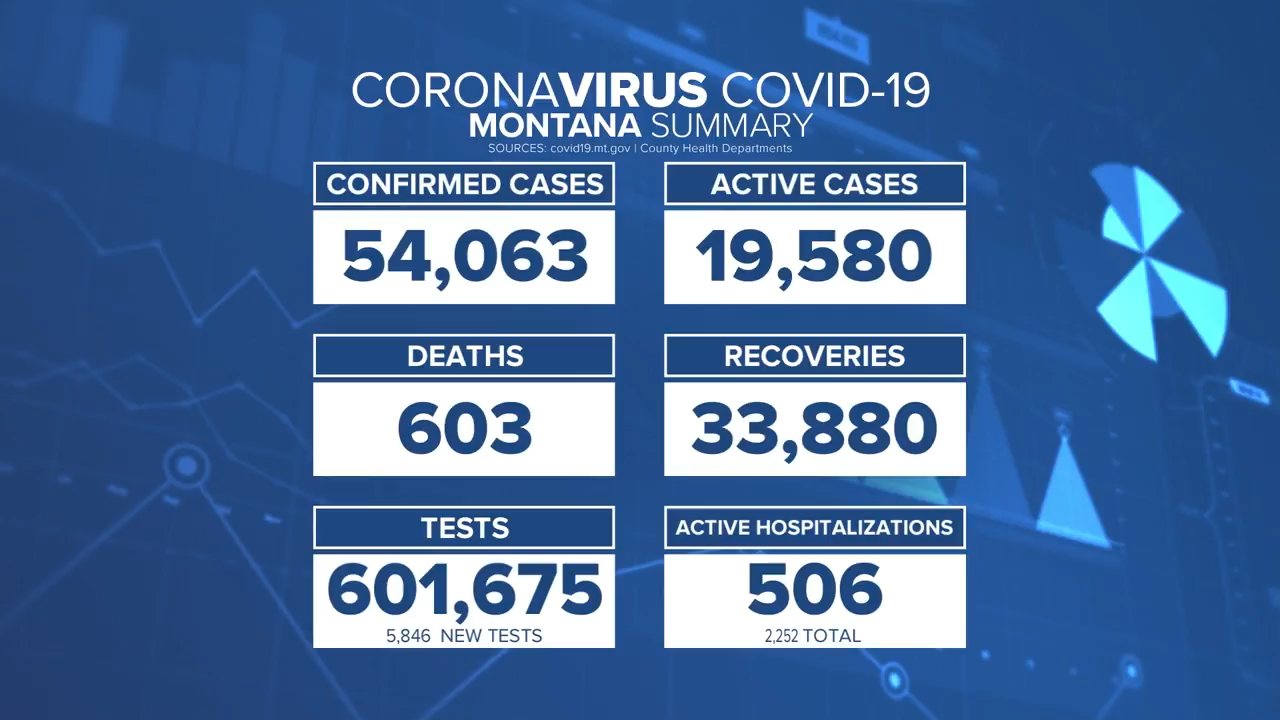 CORONAVIRUS COVID-19
MONTANA SUMMARY
SOURCES: covid19.mt.gov | County Health Departments
CONFIRMED CASES
54,063
ACTIVE CASES
19,580
DEATHS
603
RECOVERIES
33,880
TESTS
601,675
5,846 NEW TESTS
ACTIVE HOSPITALIZATIONS
506
2,252 TOTAL